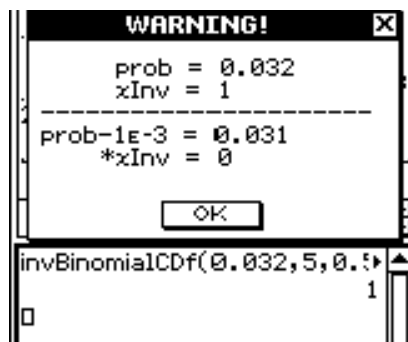 WARNING!
prob = 0.032
xInv = 1
prob-1E-3 = 0.031
*xInv = 0
OK
invBinomialCDf(0.032,5,0.5
1